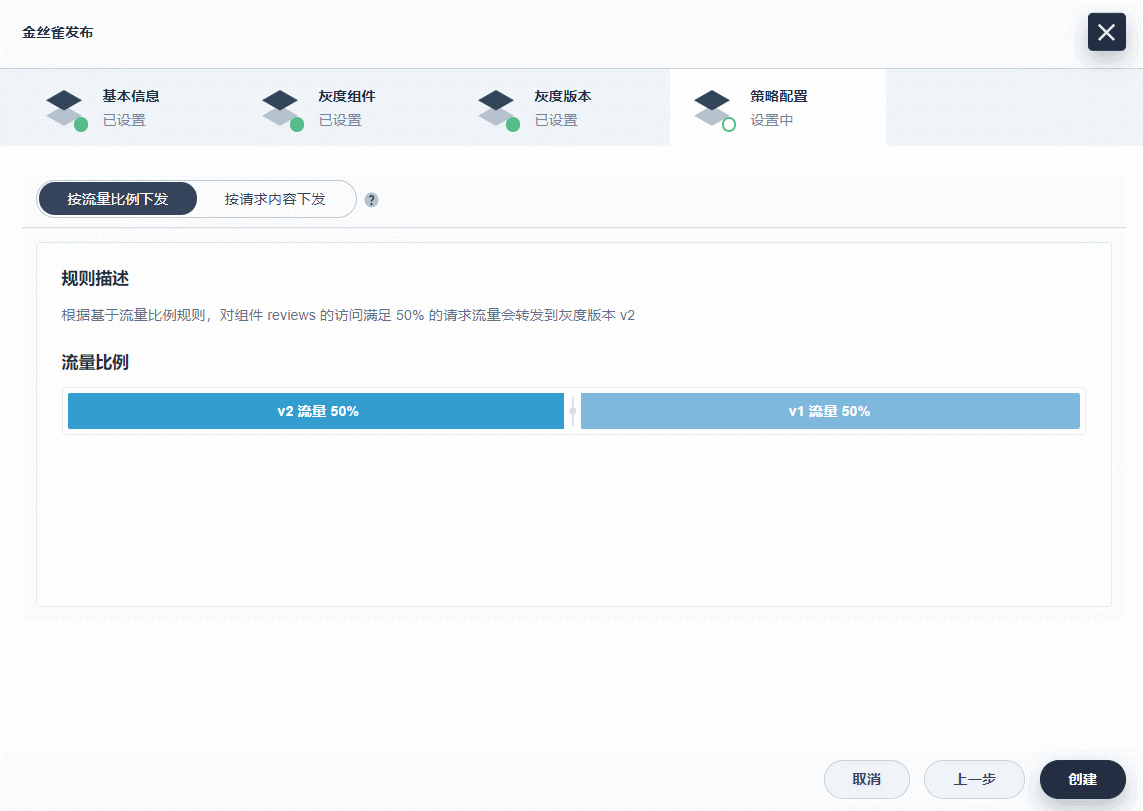 金丝雀发布
基本信息
已设置
灰度组件
已设置
灰度版本
已设置
策略配置
设置中
按流量比例下发
按请求内容下发
?
规则描述
根据基于流量比例规则，对组件 reviews 的访问满足 50% 的请求流量会转发到灰度版本 v2
流量比例
v2 流量 50%
v1 流量 50%
取消
上一步
创建